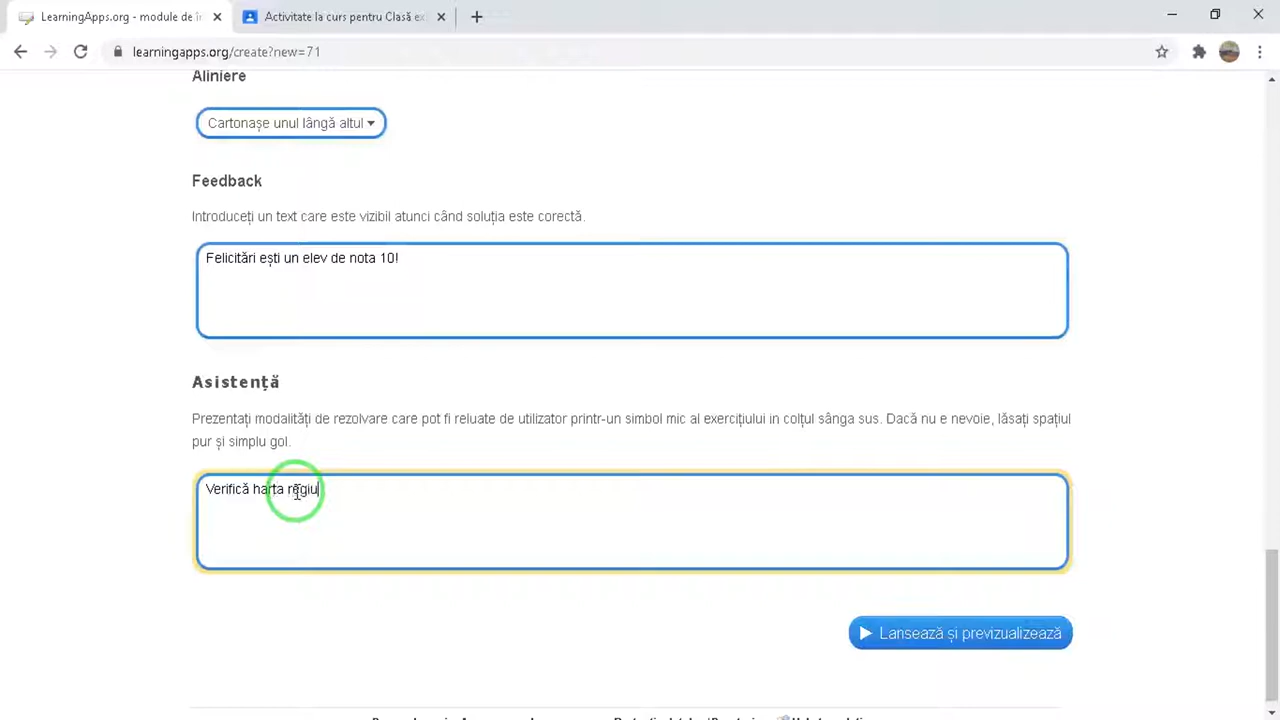 LearningApps.org - module de în
Activitate la curs pentru Clasă ex
learningapps.org/create?new=71
Aliniere
Cartonașe unul lângă altul
Feedback
Introduceți un text care este vizibil atunci când soluția este corectă.
Felicitări ești un elev de nota 10!
Asistență
Prezentați modalități de rezolvare care pot fi reluate de utilizator printr-un simbol mic al exercițiului in colțul sânga sus. Dacă nu e nevoie, lăsați spațiul
pur și simplu gol.
Verifică harta regiu
Lansează și previzualizează